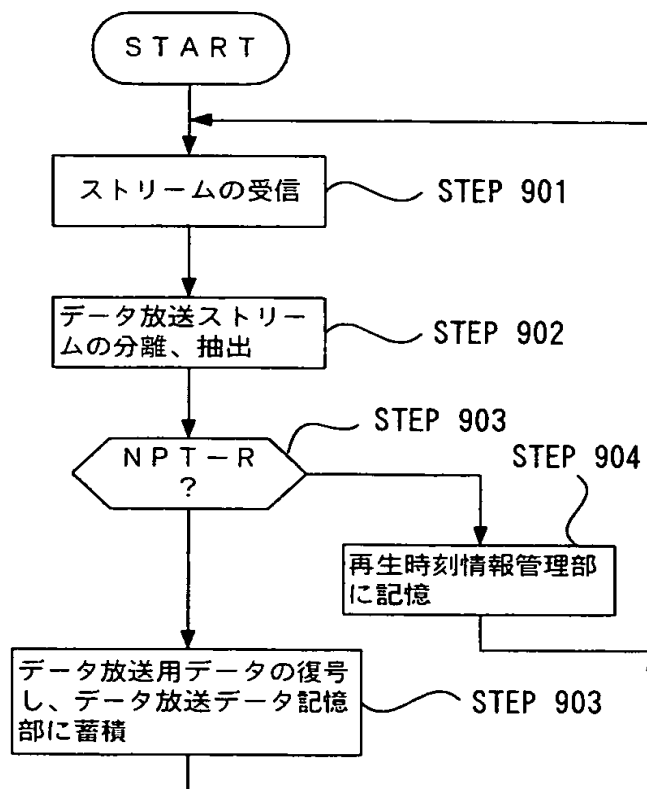 START
ストリームの受信
STEP 901
データ放送ストリー
ムの分離、抽出
STEP 902
STEP 903
NPT-R
?
STEP 904
再生時刻情報管理部
に記憶
データ放送用データの復号
し、データ放送データ記憶
部に蓄積
STEP 903